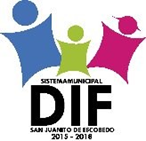 SISTEMA MUNICIPAL
DIF
SAN JUANITO DE ESCOBEDO
2015 - 2018